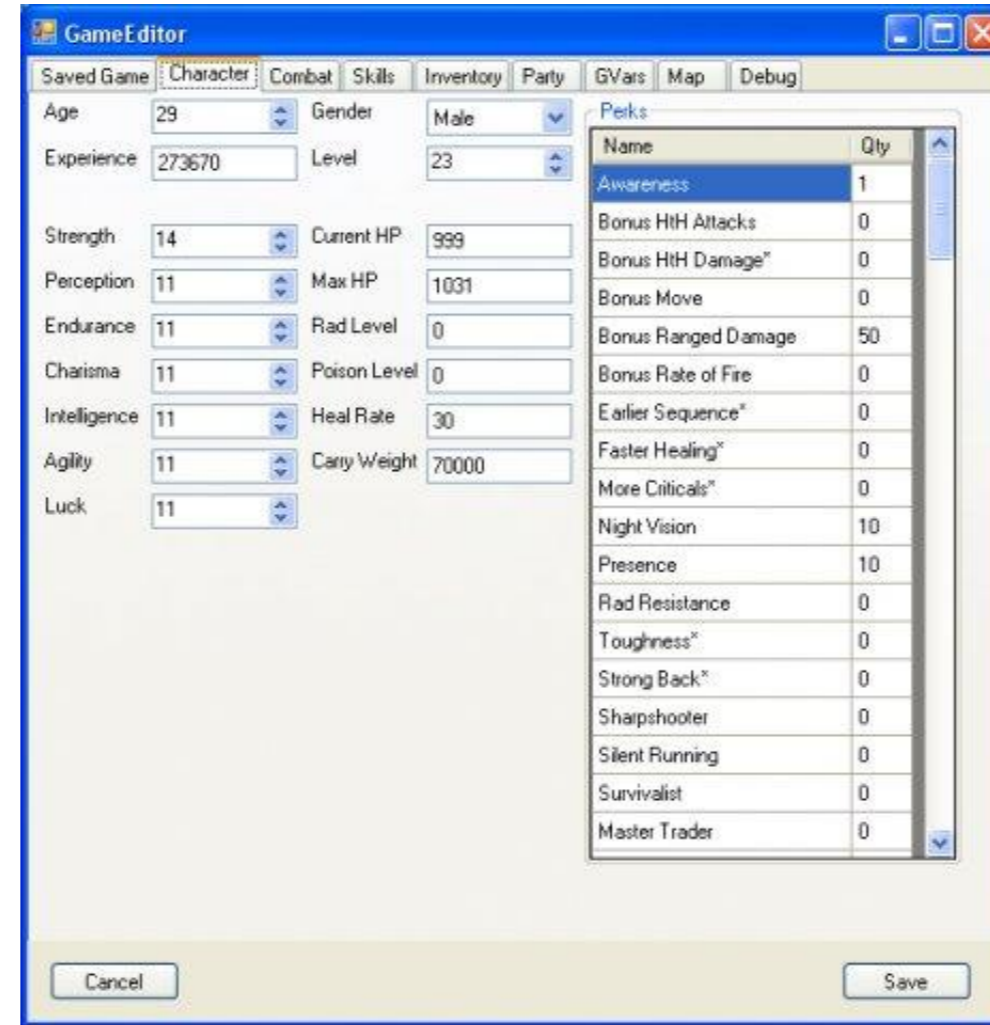 GameEditor
Saved Game Character Combat Skills Inventory Party GVars Map Debug
Age 29 Gender Male
Experience 273670 Level 23
Strength 14 Current HP 999
Perception 11 Max HP 1031
Endurance 11 Rad Level 0
Charisma 11 Poison Level 0
Intelligence 11 Heal Rate 30
Agility 11 Carry Weight 70000
Luck 11
Perks
Name Qty
Awareness 1
Bonus HtH Attacks 0
Bonus HtH Damage* 0
Bonus Move 0
Bonus Ranged Damage 50
Bonus Rate of Fire 0
Earlier Sequence* 0
Faster Healing* 0
More Criticals* 0
Night Vision 10
Presence 10
Rad Resistance 0
Toughness* 0
Strong Back* 0
Sharpshooter 0
Silent Running 0
Survivalist 0
Master Trader 0
Cancel Save